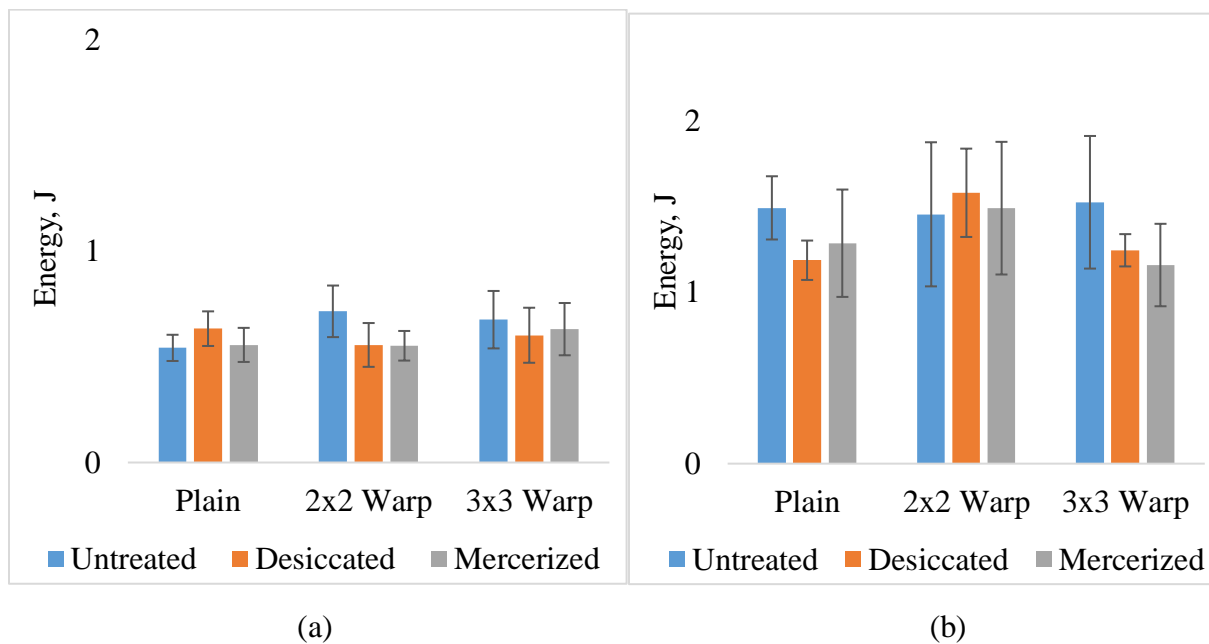 2
1
0
Energy, J
Plain 2x2 Warp 3x3 Warp
Untreated Desiccated Mercerized
(a)
2
1
0
Energy, J
Plain 2x2 Warp 3x3 Warp
Untreated Desiccated Mercerized
(b)